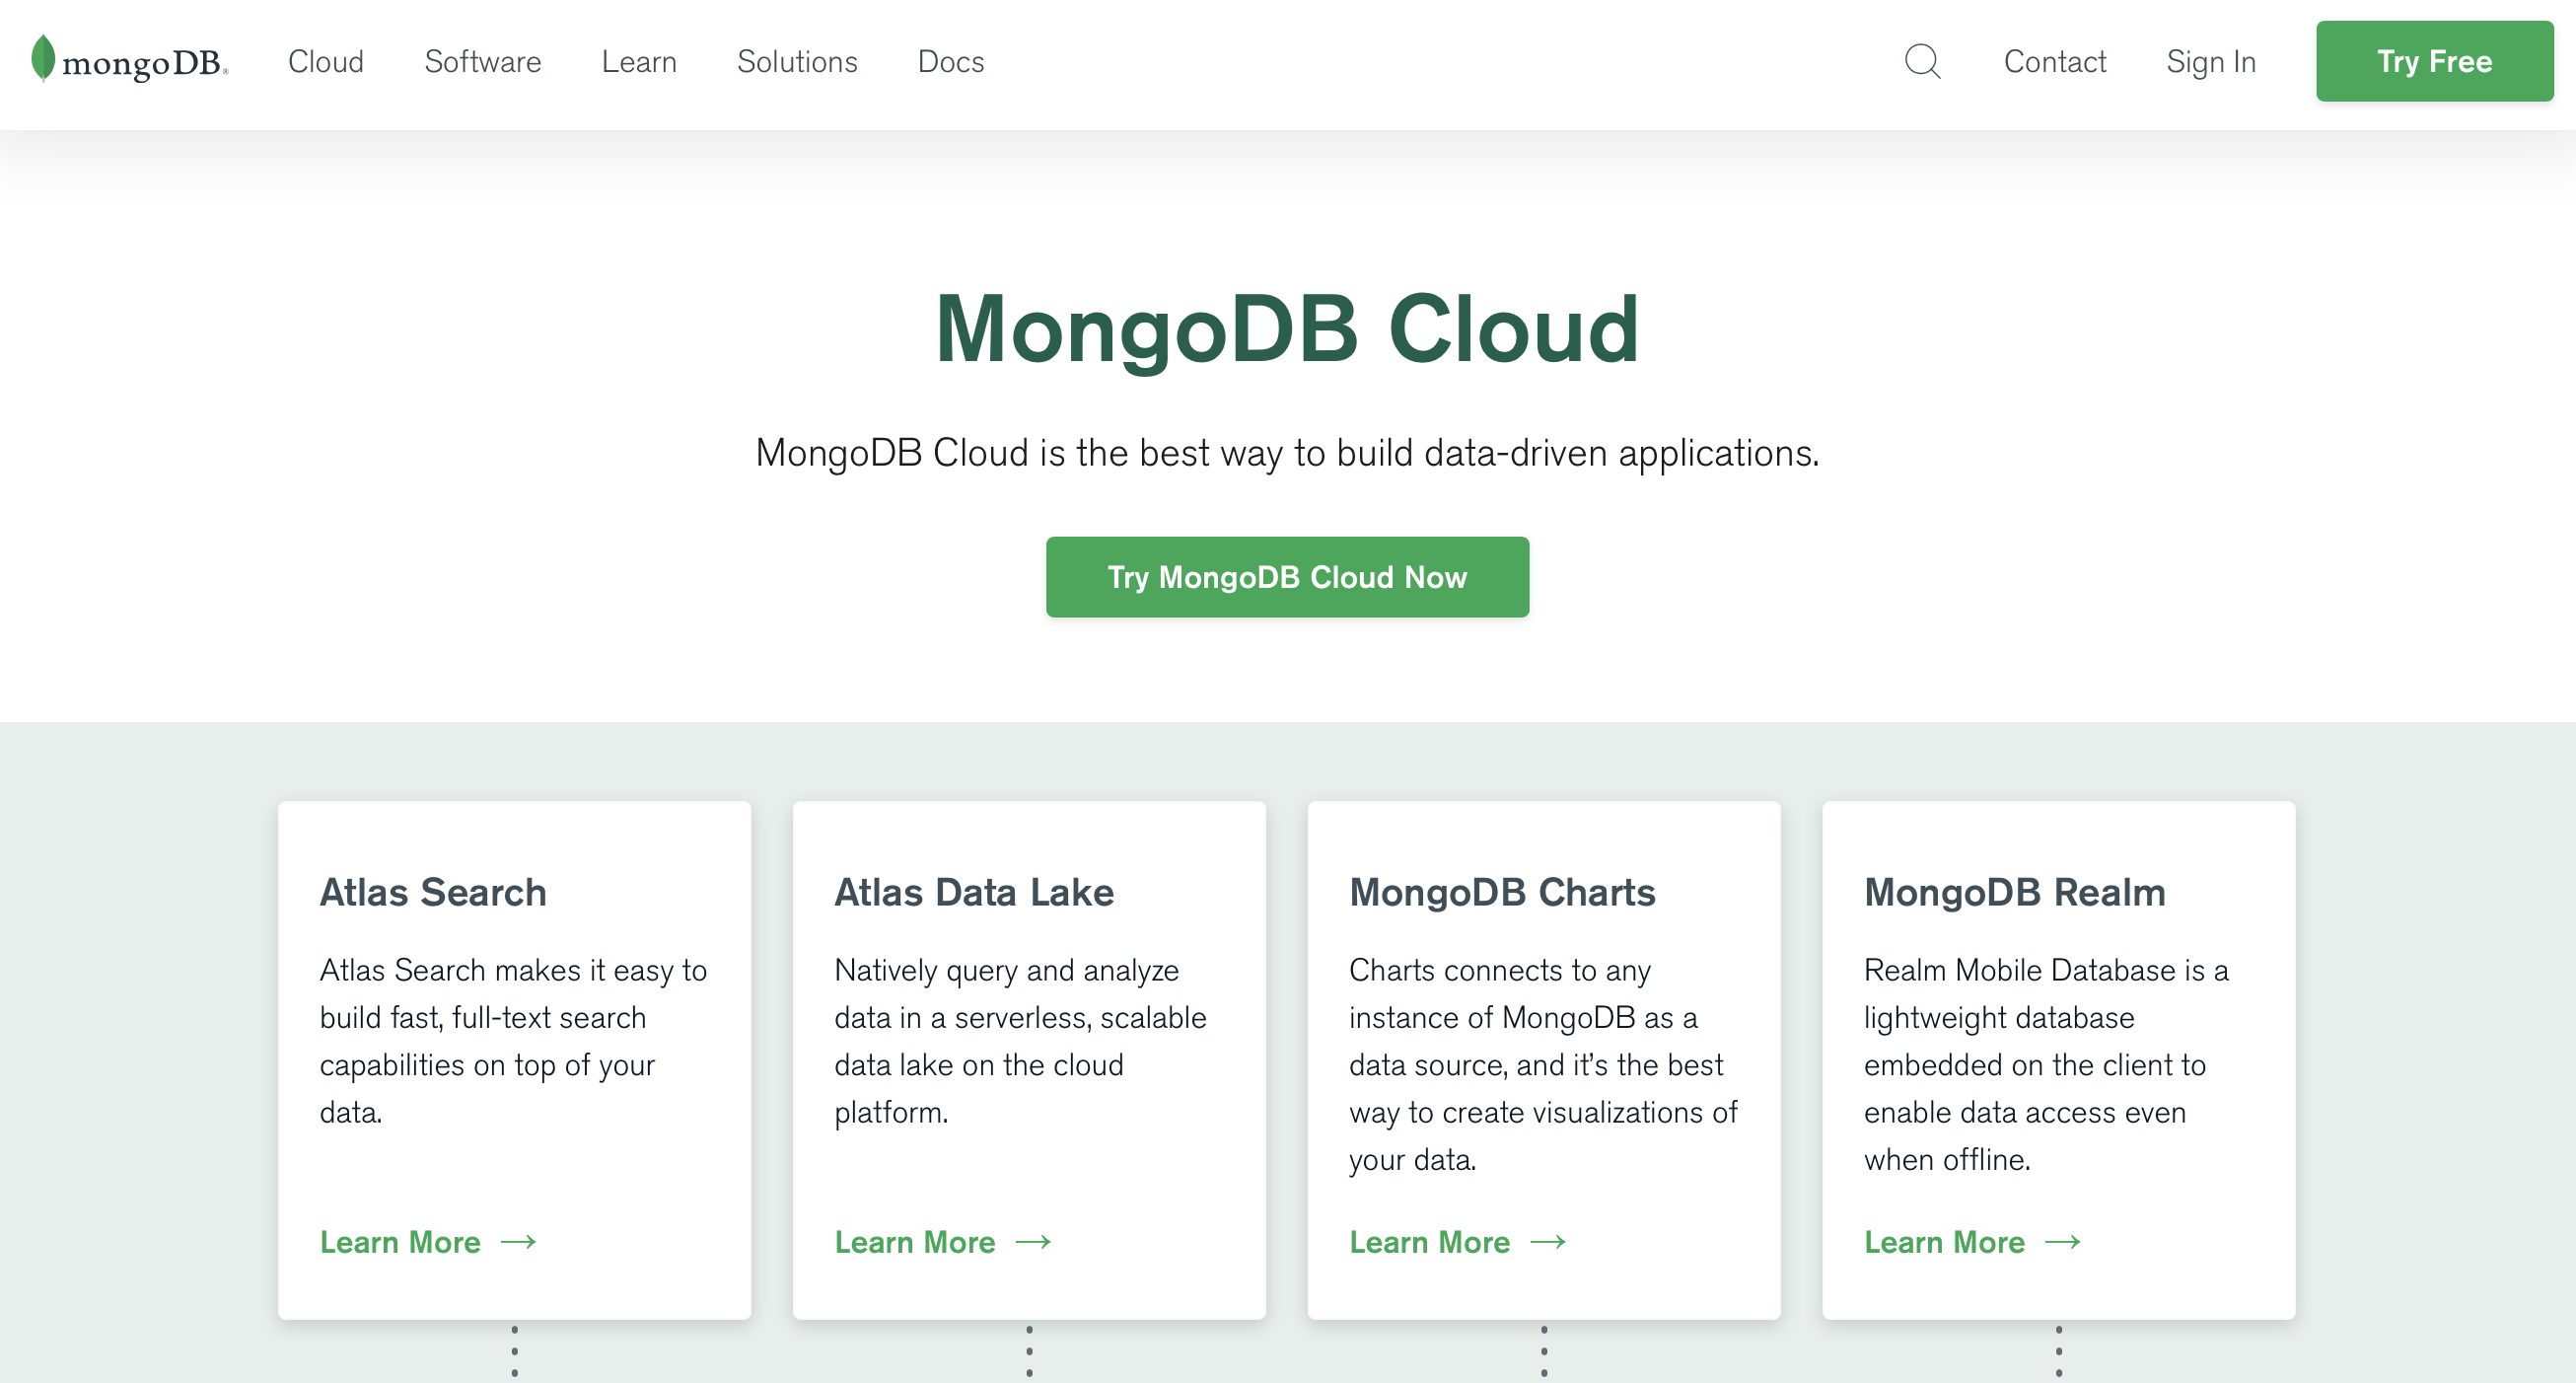 mongoDB®
Cloud
Software
Learn
Solutions
Docs
Contact
Sign In
Try Free
MongoDB Cloud
MongoDB Cloud is the best way to build data-driven applications.
Try MongoDB Cloud Now
Atlas Search
Atlas Search makes it easy to
build fast, full-text search
capabilities on top of your
data.
Learn More →
Atlas Data Lake
Natively query and analyze
data in a serverless, scalable
data lake on the cloud
platform.
Learn More →
MongoDB Charts
Charts connects to any
instance of MongoDB as a
data source, and it’s the best
way to create visualizations of
your data.
Learn More →
MongoDB Realm
Realm Mobile Database is a
lightweight database
embedded on the client to
enable data access even
when offline.
Learn More →